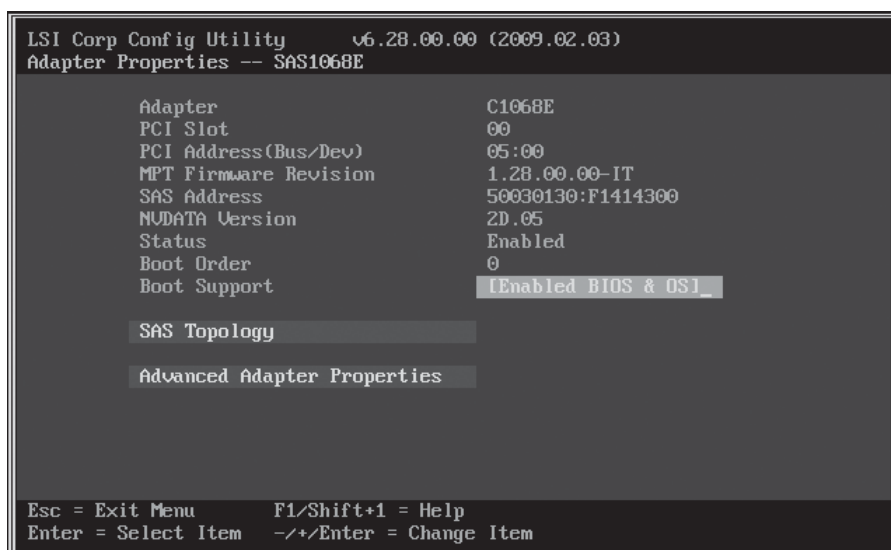 LSI Corp Config Utility v6.28.00.00 (2009.02.03)
Adapter Properties -- SAS1068E
Adapter C1068E
PCI Slot 00
PCI Address(Bus/Dev) 05:00
MPT Firmware Revision 1.28.00.00-IT
SAS Address 50030130:F1414300
NVDATA Version 2D.05
Status Enabled
Boot Order 0
Boot Support [Enabled BIOS & OS]_
SAS Topology
Advanced Adapter Properties
Esc = Exit Menu F1/Shift+1 = Help
Enter = Select Item -/+/Enter = Change Item